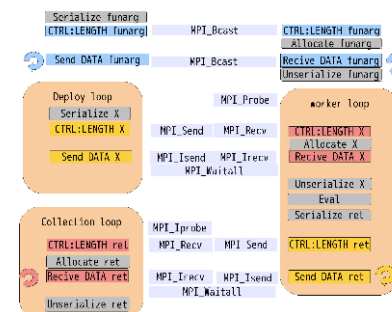 Serialize funarg
CTRL:LENGTH funarg MPI_Bcast CTRL:LENGTH funarg
Allocate funarg
Send DATA funarg MPI_Bcast Recive DATA funarg
Unserialize funarg
Deploy loop MPI_Probe worker loop
Serialize X
CTRL:LENGTH X MPI_Send MPI_Recv CTRL:LENGTH X
Allocate X
Send DATA X MPI_Isend MPI_Irecv Recive DATA X
MPI_Waitall
Unserialize X
Eval
Serialize ret
Collection loop MPI_Iprobe
CTRL:LENGTH ret MPI_Recv MPI Send CTRL:LENGTH ret
Allocate ret
Recive DATA ret MPI_Irecv MPI_Isend Send DATA ret
MPI_Waitall
Unserialize ret